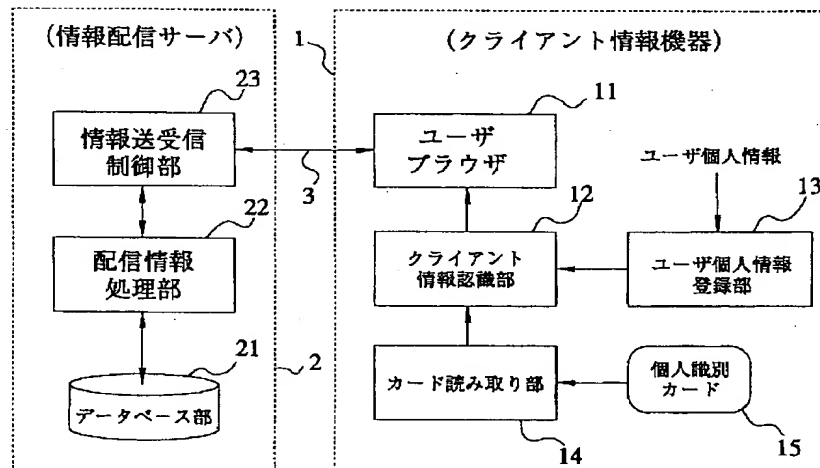 (情報配信サーバ)
23
情報送受信
制御部
22
配信情報
処理部
21
データベース部
2
3
1
(クライアント情報機器)
11
ユーザ
ブラウザ
12
クライアント
情報認識部
ユーザ個人情報
13
ユーザ個人情報
登録部
カード読み取り部
14
個人識別
カード
15